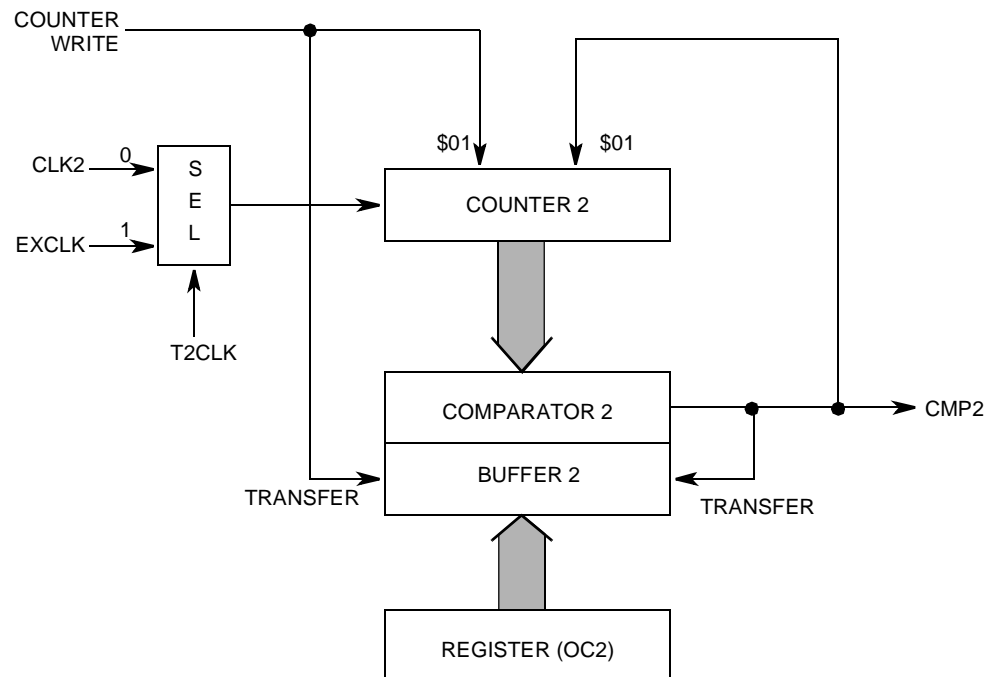 COUNTER
WRITE
$01
$01
CLK2
0
EXCLK
1
S
E
L
T2CLK
COUNTER 2
COMPARATOR 2
CMP2
BUFFER 2
TRANSFER
TRANSFER
REGISTER (OC2)